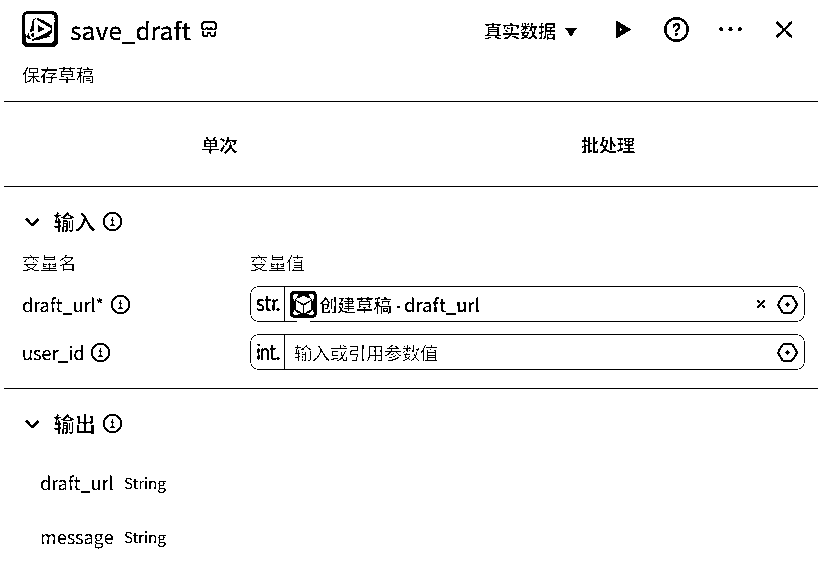 save_draft 真实数据
保存草稿
单次 批处理
输入
变量名 变量值
draft_url* str. 创建草稿 - draft_url
user_id int. 输入或引用参数值
输出
draft_url String
message String